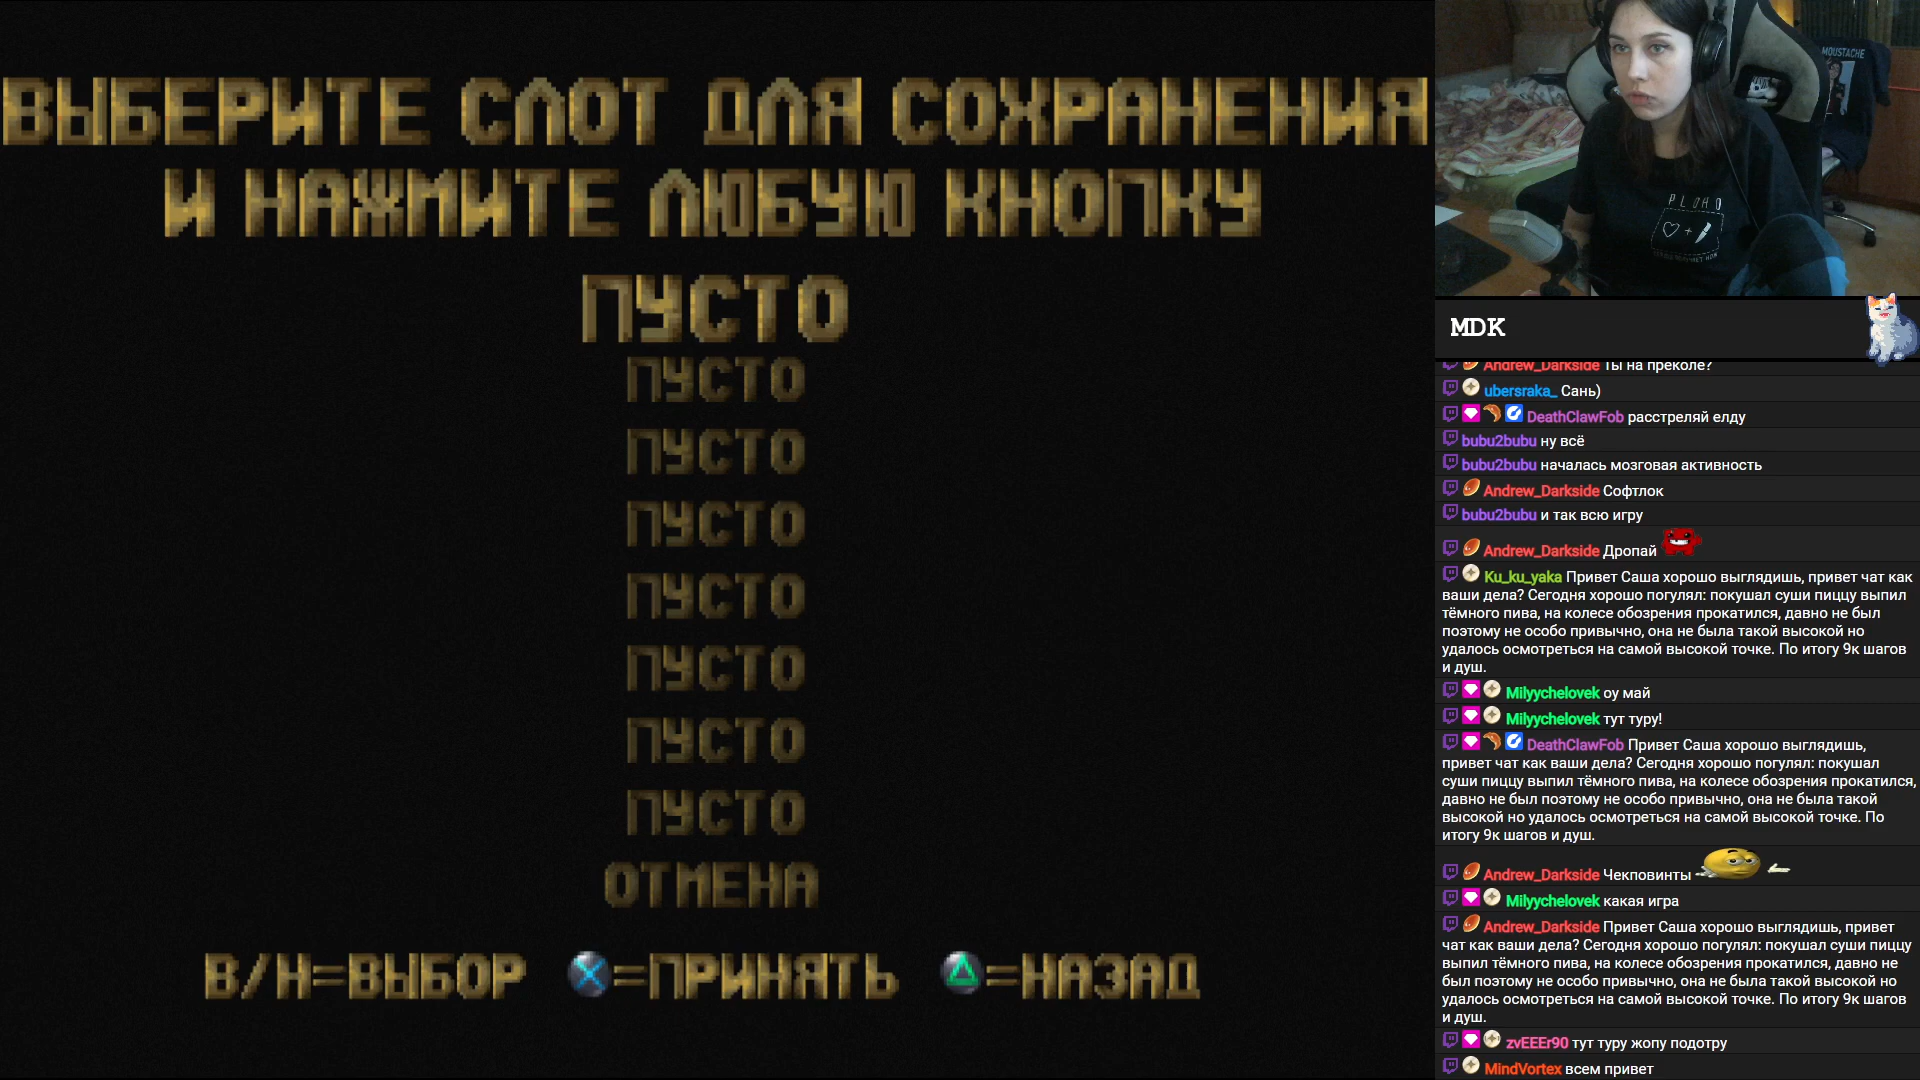 ВЫБЕРИТЕ СЛОТ ДЛЯ СОХРАНЕНИЯ
И НАЖМИТЕ ЛЮБУЮ КНОПКУ
ПУСТО
ПУСТО
ПУСТО
ПУСТО
ПУСТО
ПУСТО
ПУСТО
ПУСТО
ОТМЕНА
В/Н=ВЫБОР =ПРИНЯТЬ =НАЗАД
MOUSTACHE
PLOHO
MDK
Andrew_Darkside Ты на преколе?
ubersraka_ Сань)
DeathClawFob расстреляй елду
bubu2bubu ну всё
bubu2bubu началась мозговая активность
Andrew_Darkside Софтлок
bubu2bubu и так всю игру
Andrew_Darkside Дропай
Ku_ku_yaka Привет Саша хорошо выглядишь, привет чат как
ваши дела? Сегодня хорошо погулял: покушал суши пиццу выпил
тёмного пива, на колесе обозрения прокатился, давно не был
поэтому не особо привычно, она не была такой высокой но
удалось осмотреться на самой высокой точке. По итогу 9к шагов
и душ.
Milyychelovek оу май
Milyychelovek тут туру!
DeathClawFob Привет Саша хорошо выглядишь,
привет чат как ваши дела? Сегодня хорошо погулял: покушал
суши пиццу выпил тёмного пива, на колесе обозрения прокатился,
давно не был поэтому не особо привычно, она не была такой
высокой но удалось осмотреться на самой высокой точке. По
итогу 9к шагов и душ.
Andrew_Darkside Чекповинты
Milyychelovek какая игра
Andrew_Darkside Привет Саша хорошо выглядишь, привет
чат как ваши дела? Сегодня хорошо погулял: покушал суши пиццу
выпил тёмного пива, на колесе обозрения прокатился, давно не
был поэтому не особо привычно, она не была такой высокой но
удалось осмотреться на самой высокой точке. По итогу 9к шагов
и душ.
zvEEEr90 тут туру жопу подотру
MindVortex всем привет